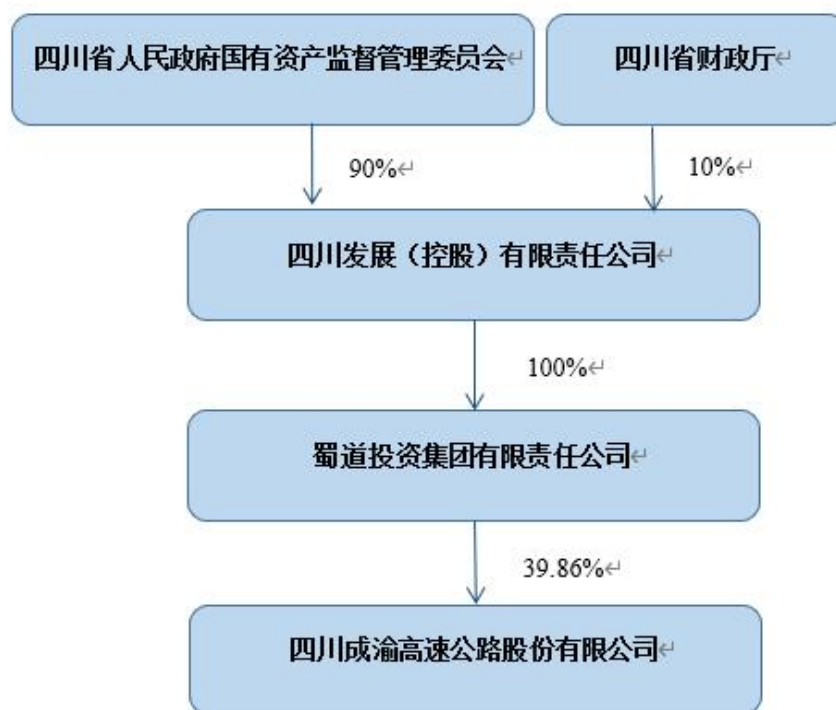 四川省人民政府国有资产监督管理委员会↵
四川省财政厅↵
90%↵
10%↵
四川发展（控股）有限责任公司↵
100%↵
蜀道投资集团有限责任公司↵
39.86%↵
四川成渝高速公路股份有限公司↵